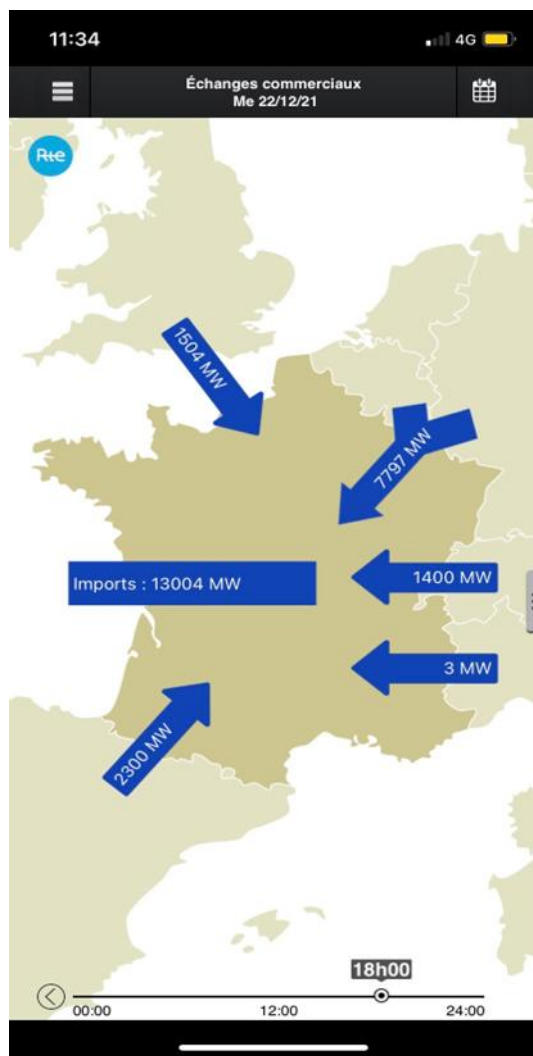 11:34
4G
Échanges commerciaux
Me 22/12/21
Rte
1504 MW
7797 MW
Imports : 13004 MW
1400 MW
3 MW
2300 MW
18h00
00:00
12:00
24:00